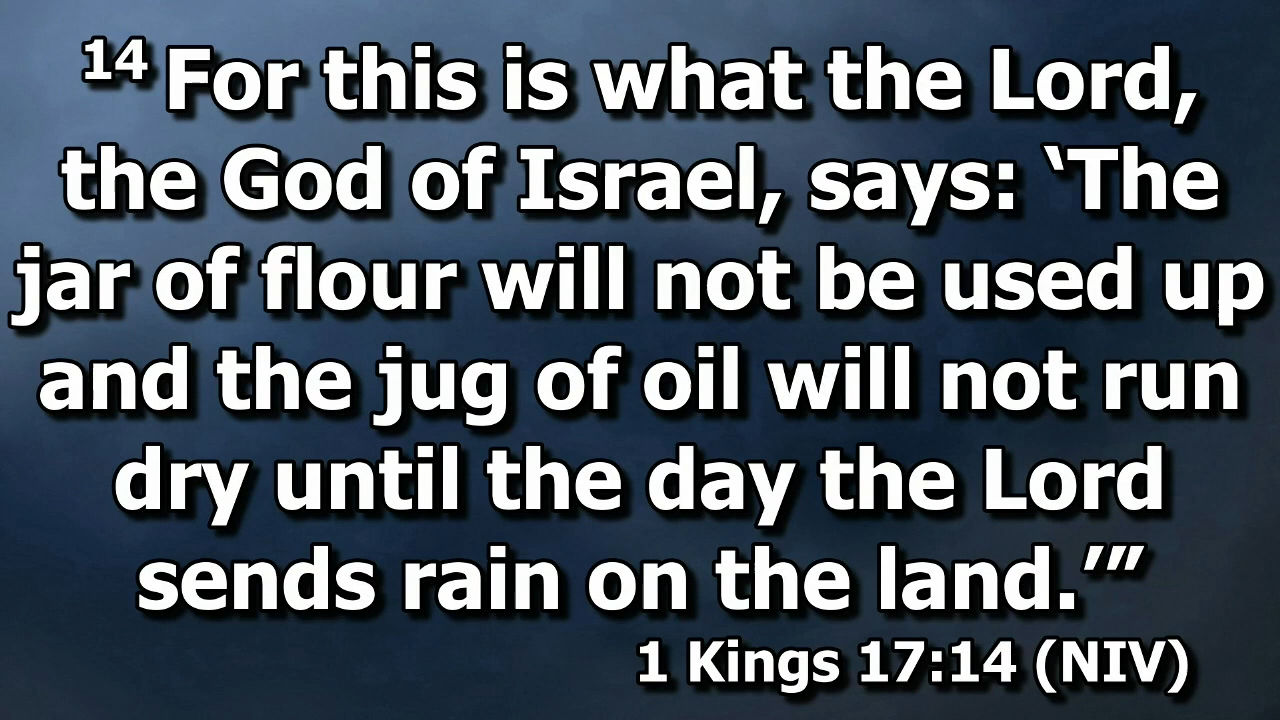 14 For this is what the Lord,
the God of Israel, says: ‘The
jar of flour will not be used up
and the jug of oil will not run
dry until the day the Lord
sends rain on the land.’”
1 Kings 17:14 (NIV)